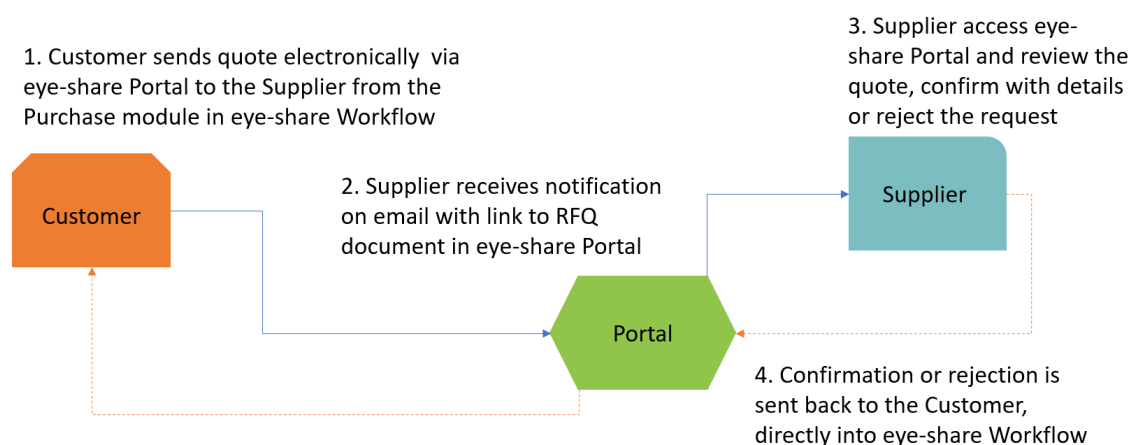 1. Customer sends quote electronically  via
eye-share Portal to the Supplier from the
Purchase module in eye-share Workflow
3. Supplier access eye-
share Portal and review the
quote, confirm with details
or reject the request
Customer
2. Supplier receives notification
on email with link to RFQ
document in eye-share Portal
Supplier
Portal
4. Confirmation or rejection is
sent back to the Customer,
directly into eye-share Workflow